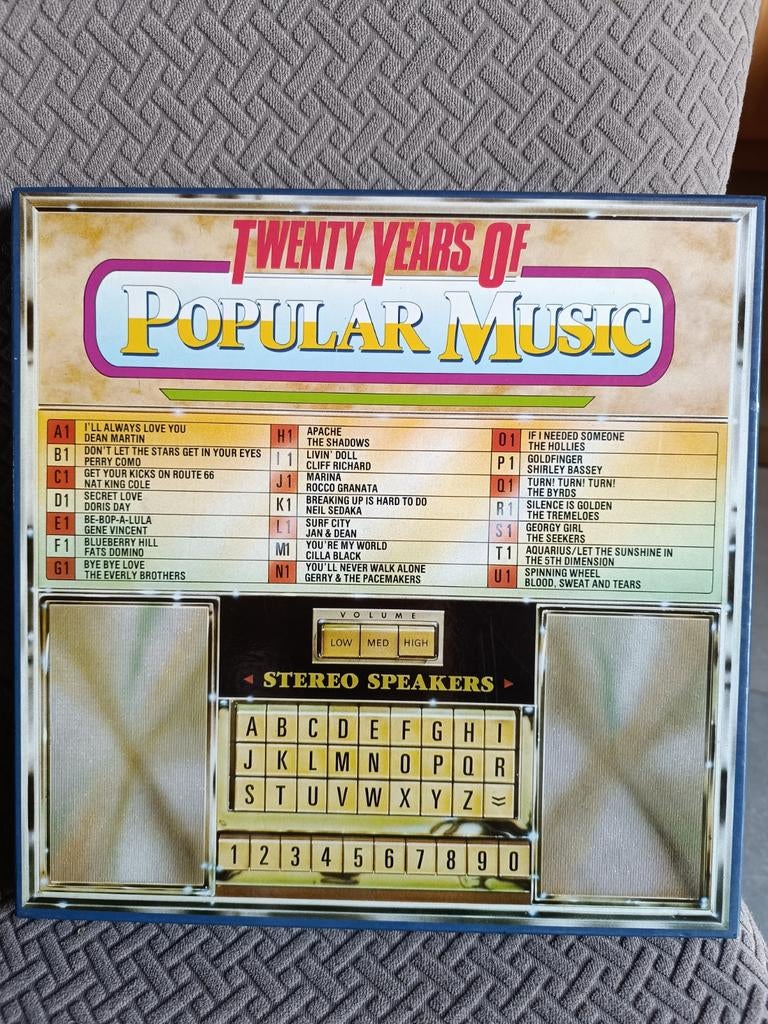 TWENTY YEARS OF
POPULAR MUSIC
A1 I'LL ALWAYS LOVE YOU
DEAN MARTIN
B1 DON'T LET THE STARS GET IN YOUR EYES
PERRY COMO
C1 GET YOUR KICKS ON ROUTE 66
NAT KING COLE
D1 SECRET LOVE
DORIS DAY
E1 BE-BOP-A-LULA
GENE VINCENT
F1 BLUEBERRY HILL
FATS DOMINO
G1 BYE BYE LOVE
THE EVERLY BROTHERS
H1 APACHE
THE SHADOWS
I1 LIVIN' DOLL
CLIFF RICHARD
J1 MARINA
ROCCO GRANATA
K1 BREAKING UP IS HARD TO DO
NEIL SEDAKA
L1 SURF CITY
JAN & DEAN
M1 YOU'RE MY WORLD
CILLA BLACK
N1 YOU'LL NEVER WALK ALONE
GERRY & THE PACEMAKERS
O1 IF I NEEDED SOMEONE
THE HOLLIES
P1 GOLDFINGER
SHIRLEY BASSEY
Q1 TURN! TURN! TURN!
THE BYRDS
R1 SILENCE IS GOLDEN
THE TREMELOES
S1 GEORGY GIRL
THE SEEKERS
T1 AQUARIUS/LET THE SUNSHINE IN
THE 5TH DIMENSION
U1 SPINNING WHEEL
BLOOD, SWEAT AND TEARS
VOLUME
LOW MED HIGH
STEREO SPEAKERS
A B C D E F G H I
J K L M N O P Q R
S T U V W X Y Z
1 2 3 4 5 6 7 8 9 0